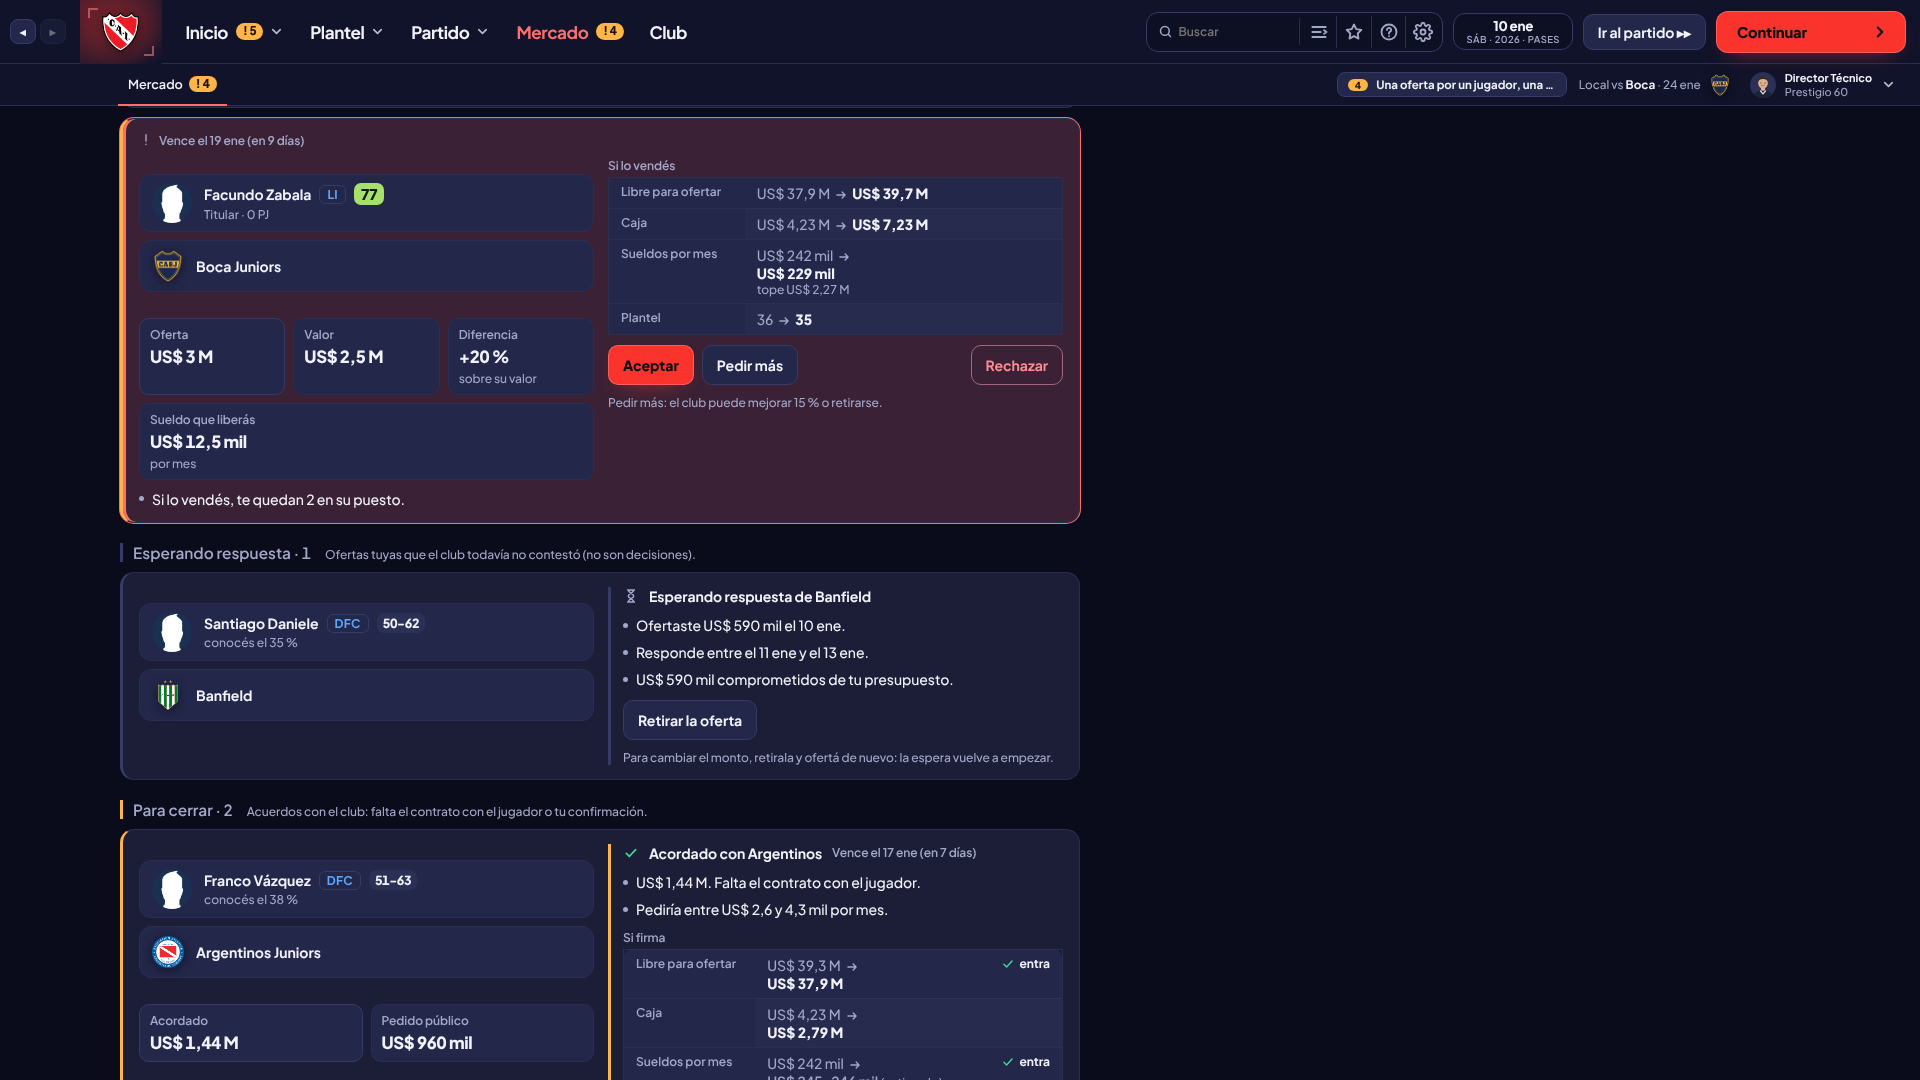 Inicio
! 5
Plantel
Partido
Mercado
! 4
Club
Buscar
10 ene
SÁB · 2026 · PASES
Ir al partido
Continuar
Mercado
! 4
4
Una oferta por un jugador, una ...
Local vs Boca · 24 ene
Director Técnico
Prestigio 60
! Vence el 19 ene (en 9 días)
Facundo Zabala LI 77
Titular · 0 PJ
Boca Juniors
Oferta
US$ 3 M
Valor
US$ 2,5 M
Diferencia
+20 %
sobre su valor
Sueldo que liberás
US$ 12,5 mil
por mes
• Si lo vendés, te quedan 2 en su puesto.
Si lo vendés
Libre para ofertar US$ 37,9 M → US$ 39,7 M
Caja US$ 4,23 M → US$ 7,23 M
Sueldos por mes US$ 242 mil →
US$ 229 mil
tope US$ 2,27 M
Plantel 36 → 35
Aceptar
Pedir más
Rechazar
Pedir más: el club puede mejorar 15 % o retirarse.
Esperando respuesta · 1 Ofertas tuyas que el club todavía no contestó (no son decisiones).
Santiago Daniele DFC 50–62
conocés el 35 %
Banfield
Esperando respuesta de Banfield
• Ofertaste US$ 590 mil el 10 ene.
• Responde entre el 11 ene y el 13 ene.
• US$ 590 mil comprometidos de tu presupuesto.
Retirar la oferta
Para cambiar el monto, retirala y ofertá de nuevo: la espera vuelve a empezar.
Para cerrar · 2 Acuerdos con el club: falta el contrato con el jugador o tu confirmación.
Franco Vázquez DFC 51–63
conocés el 38 %
Argentinos Juniors
Acordado
US$ 1,44 M
Pedido público
US$ 960 mil
Acordado con Argentinos Vence el 17 ene (en 7 días)
• US$ 1,44 M. Falta el contrato con el jugador.
• Pediría entre US$ 2,6 y 4,3 mil por mes.
Si firma
Libre para ofertar US$ 39,3 M → ✓ entra
US$ 37,9 M
Caja US$ 4,23 M →
US$ 2,79 M
Sueldos por mes US$ 242 mil → ✓ entra